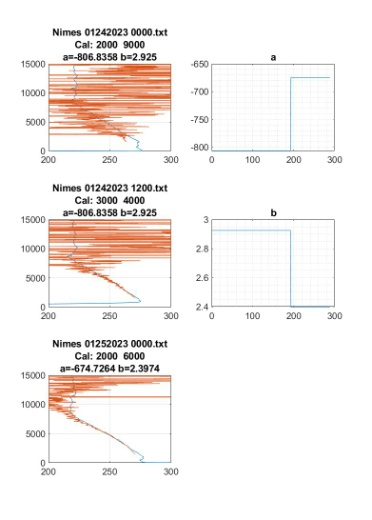 Nimes 01242023 0000.txt
Cal: 2000 9000
a=-806.8358 b=2.925
15000
10000
5000
0
200 250 300
a
-650
-700
-750
-800
0 100 200 300
Nimes 01242023 1200.txt
Cal: 3000 4000
a=-806.8358 b=2.925
15000
10000
5000
0
200 250 300
b
3
2.8
2.6
2.4
0 100 200 300
Nimes 01252023 0000.txt
Cal: 2000 6000
a=-674.7264 b=2.3974
15000
10000
5000
0
200 250 300